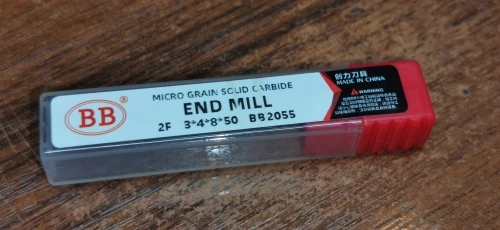 BB®
MICRO GRAIN SOLID CARBIDE
END MILL
2F 3*4*8*50 BB2055
创力刀具
MADE IN CHINA
WARNING